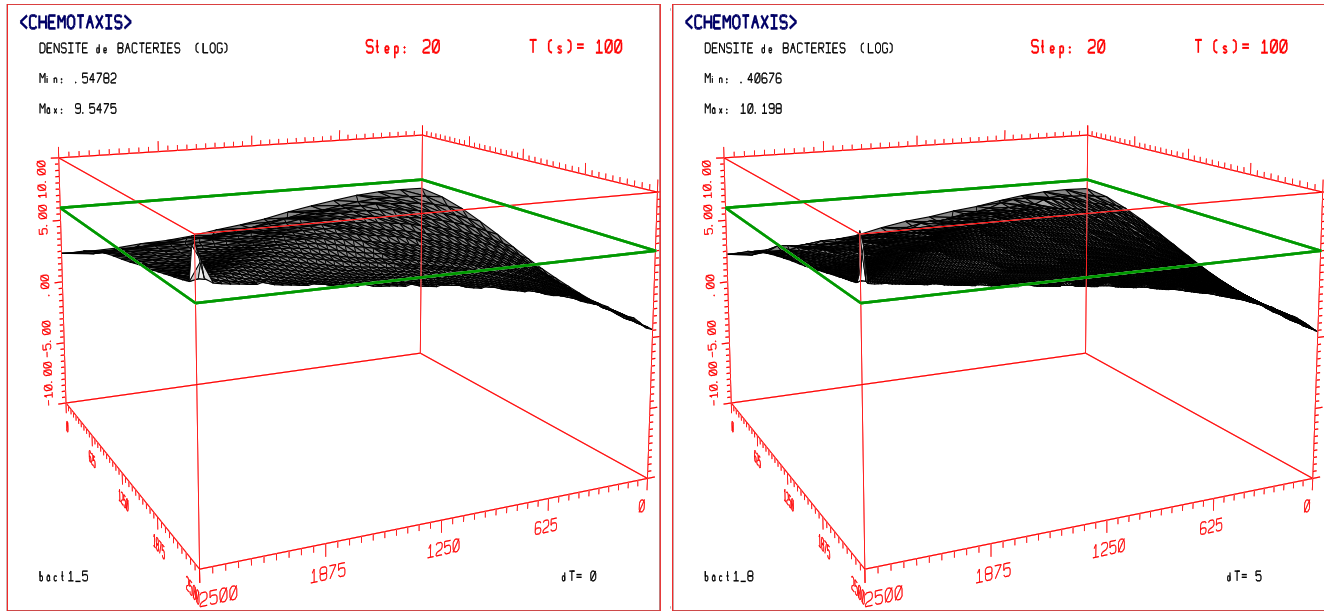 <CHEMOTAXIS>
DENSITE de BACTERIES (LOG)
Step: 20
T (s)= 100
Min: .54782
Max: 9.5475
10.00
5.00
.00
-5.00
-10.00
0
625
1250
1875
2500
2500
1875
1250
625
0
bact1_5
dT= 0
<CHEMOTAXIS>
DENSITE de BACTERIES (LOG)
Step: 20
T (s)= 100
Min: .40676
Max: 10.198
10.00
5.00
.00
-5.00
-10.00
0
625
1250
1875
2500
2500
1875
1250
625
0
bact1_8
dT= 5